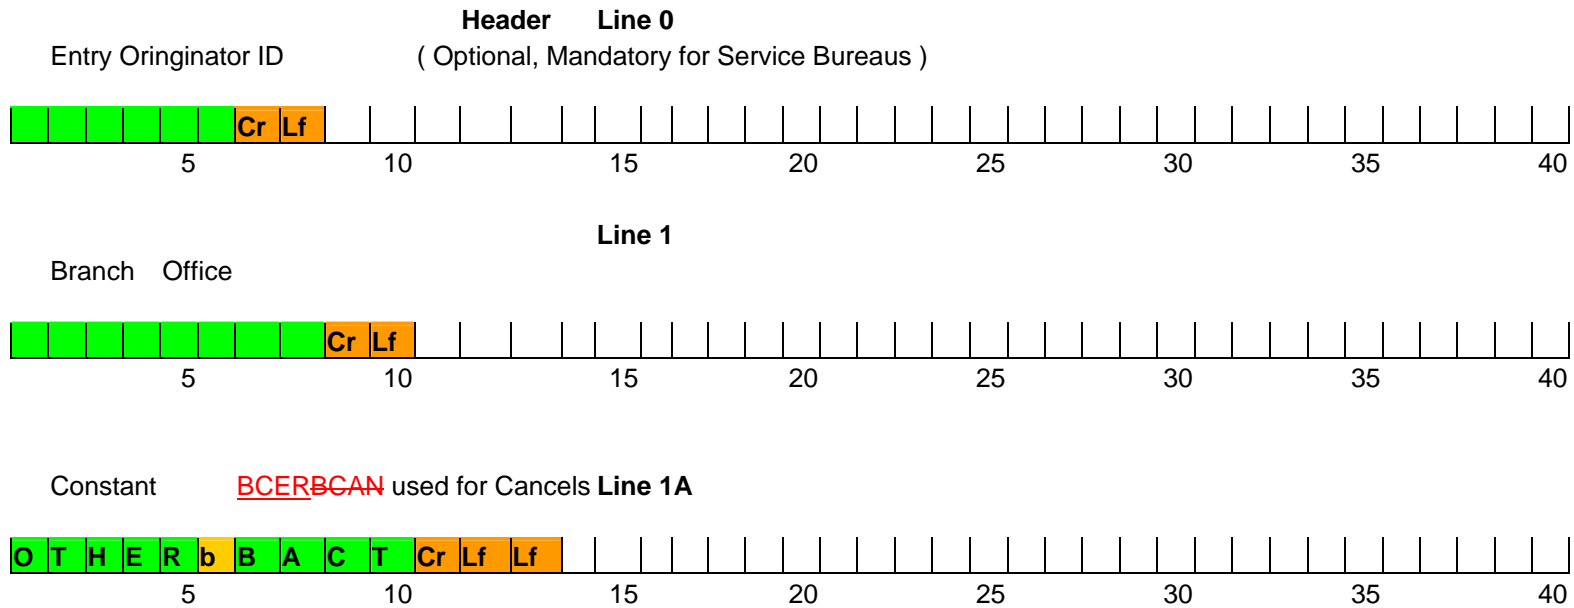 Header Line 0
Entry Oringinator ID ( Optional, Mandatory for Service Bureaus )
Cr Lf
5 10 15 20 25 30 35 40
Line 1
Branch Office
Cr Lf
5 10 15 20 25 30 35 40
Constant BCERBCAN used for Cancels Line 1A
O T H E R b B A C T Cr Lf Lf
5 10 15 20 25 30 35 40